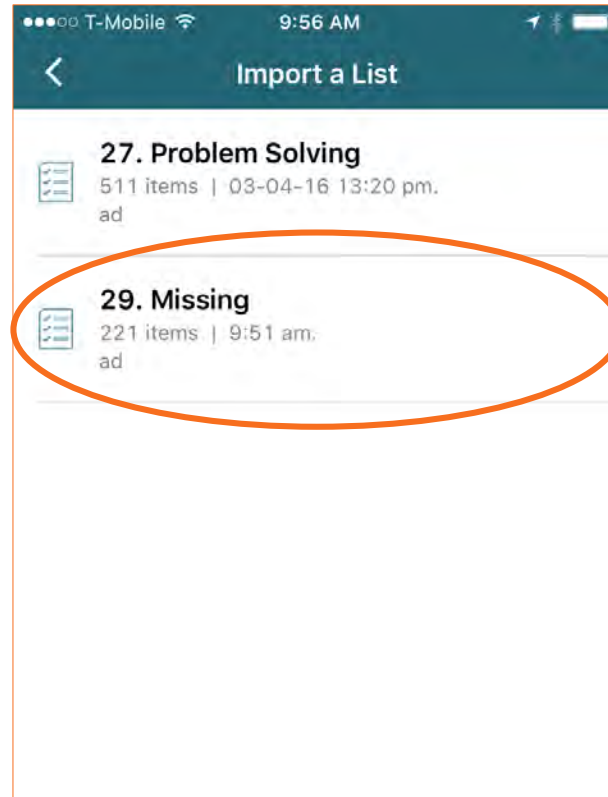 T-Mobile 9:56 AM
Import a List
27. Problem Solving
511 items | 03-04-16 13:20 pm.
ad
29. Missing
221 items | 9:51 am.
ad